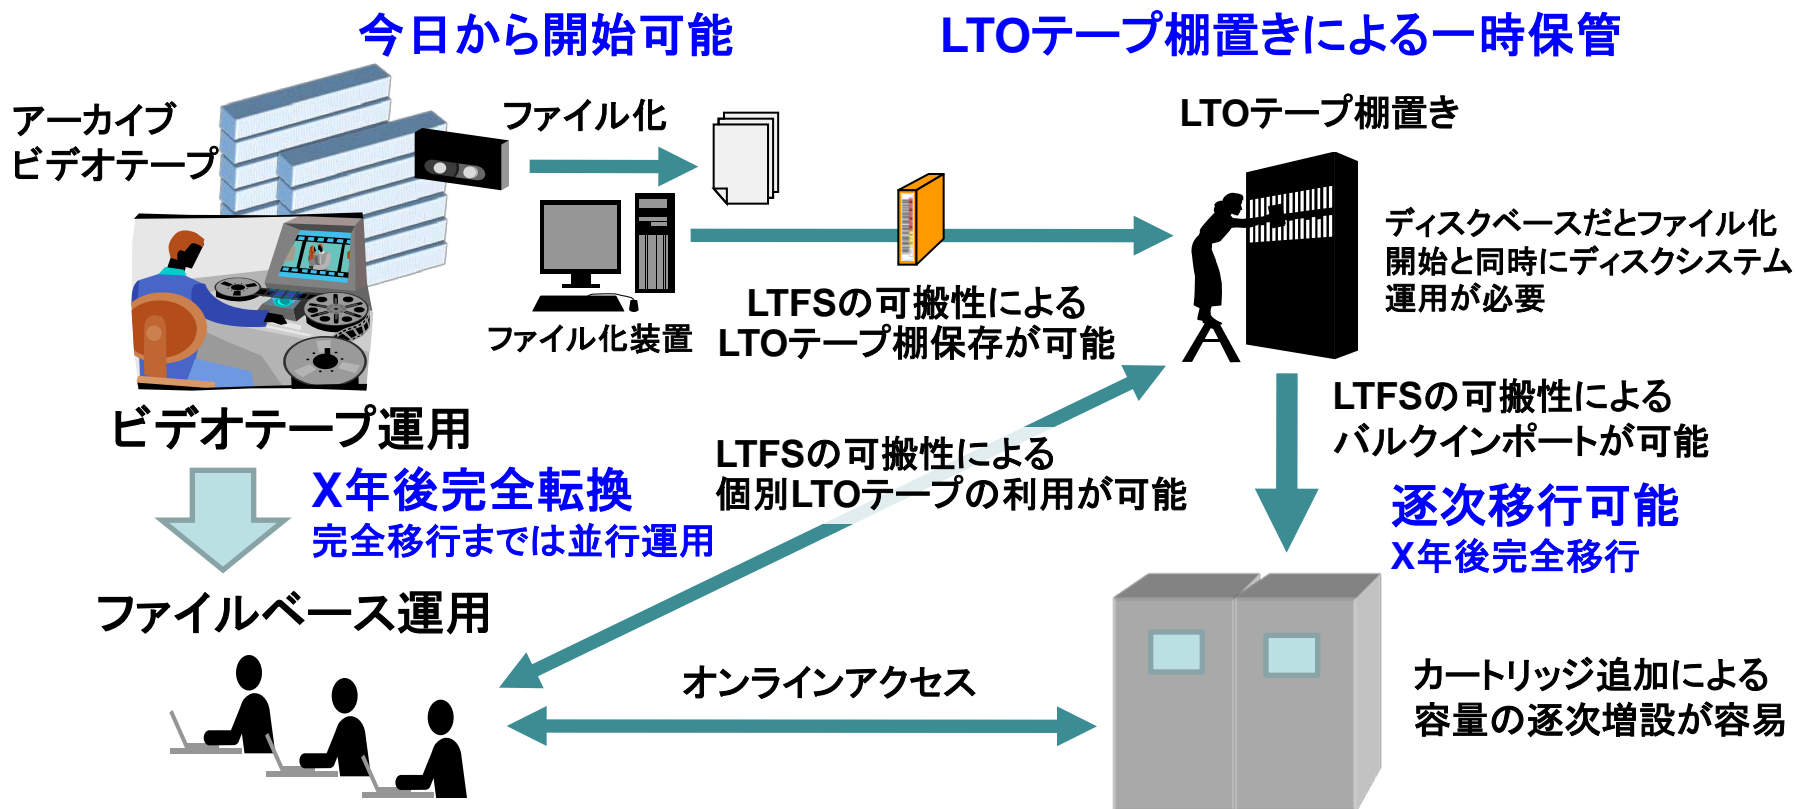 今日から開始可能
LTOテープ棚置きによる一時保管
アーカイブ
ビデオテープ
ファイル化
LTOテープ棚置き
ディスクベースだとファイル化
開始と同時にディスクシステム
運用が必要
ファイル化装置
LTFSの可搬性による
LTOテープ棚保存が可能
ビデオテープ運用
LTFSの可搬性による
バルクインポートが可能
LTFSの可搬性による
個別LTOテープの利用が可能
X年後完全転換
完全移行までは並行運用
逐次移行可能
X年後完全移行
ファイルベース運用
オンラインアクセス
カートリッジ追加による
容量の逐次増設が容易